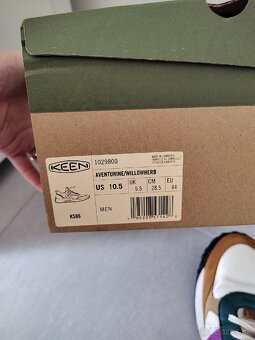 KEEN
1029800
AVENTURINE/WILLOWHERB
US 10.5
UK 9.5
CM 28.5
EU 44
KS86
MEN